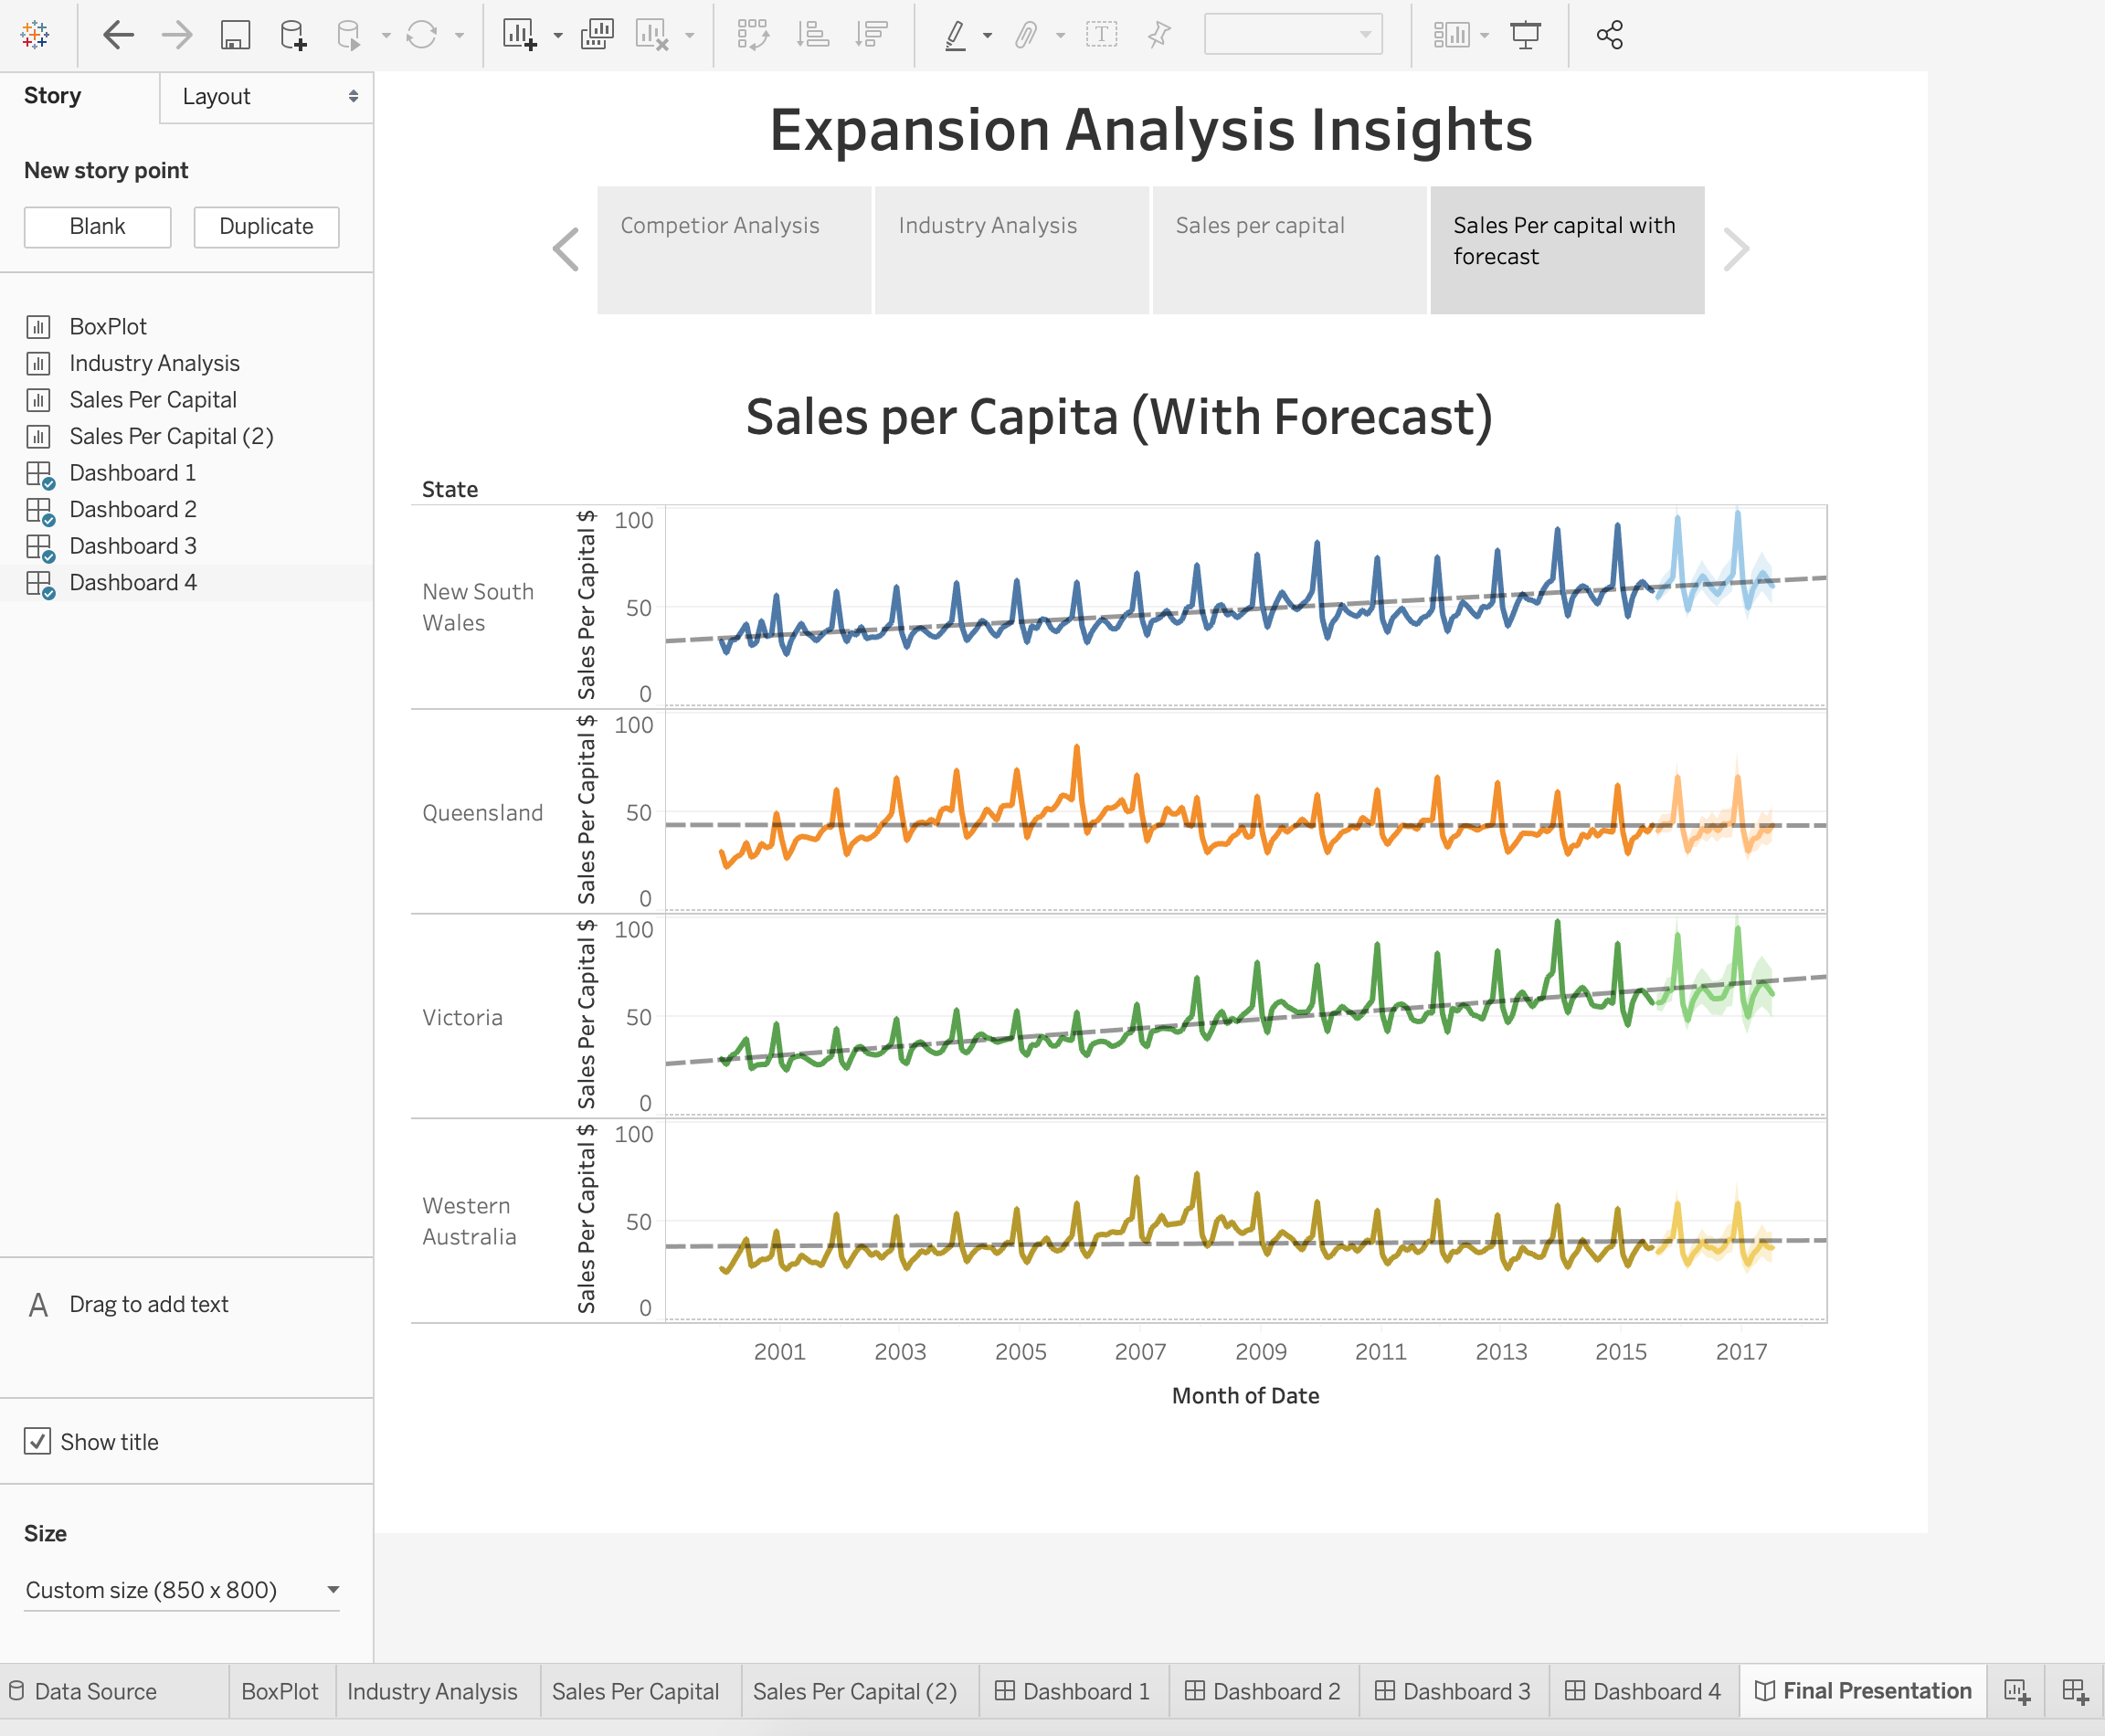 Story
Layout
New story point
Blank
Duplicate
BoxPlot
Industry Analysis
Sales Per Capital
Sales Per Capital (2)
Dashboard 1
Dashboard 2
Dashboard 3
Dashboard 4
A Drag to add text
Show title
Size
Custom size (850 x 800)
Expansion Analysis Insights
Competior Analysis
Industry Analysis
Sales per capital
Sales Per capital with
forecast
Sales per Capita (With Forecast)
State
New South
Wales
Sales Per Capital $
100
50
0
Queensland
Sales Per Capital $
100
50
0
Victoria
Sales Per Capital $
100
50
0
Western
Australia
Sales Per Capital $
100
50
0
2001 2003 2005 2007 2009 2011 2013 2015 2017
Month of Date
Data Source BoxPlot Industry Analysis Sales Per Capital Sales Per Capital (2) Dashboard 1 Dashboard 2 Dashboard 3 Dashboard 4 Final Presentation